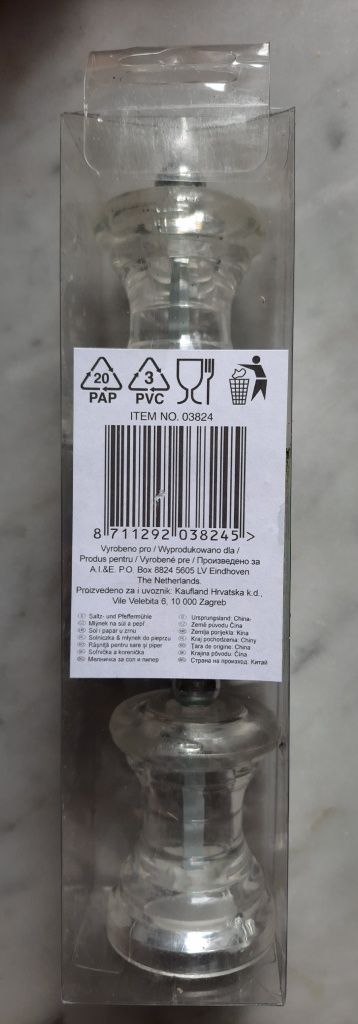 20
PAP
3
PVC
ITEM NO. 03824
8 711292 038245 >
Vyrobeno pro / Wyprodukowano dla /
Produs pentru / Vyrobené pre / Произведено за
A.I.&E. P.O. Box 8824 5605 LV Eindhoven
The Netherlands.
Proizvedeno za i uvoznik: Kaufland Hrvatska k.d.,
Vile Velebita 6, 10 000 Zagreb
Saltz- und Pfeffermühle
Mlýnek na sůl a pepř
Sol i papar u zrnu
Solniczka & młynek do pieprzu
Râşniţă pentru sare şi piper
Soľnička a korenička
Мелничка за сол и пипер
Ursprungsland: China
Země původu Čína
Zemlja porijekla: Kina
Kraj pochodzenia: Chiny
Ţara de origine: China
Krajina pôvodu: Čína
Страна на произход: Китай